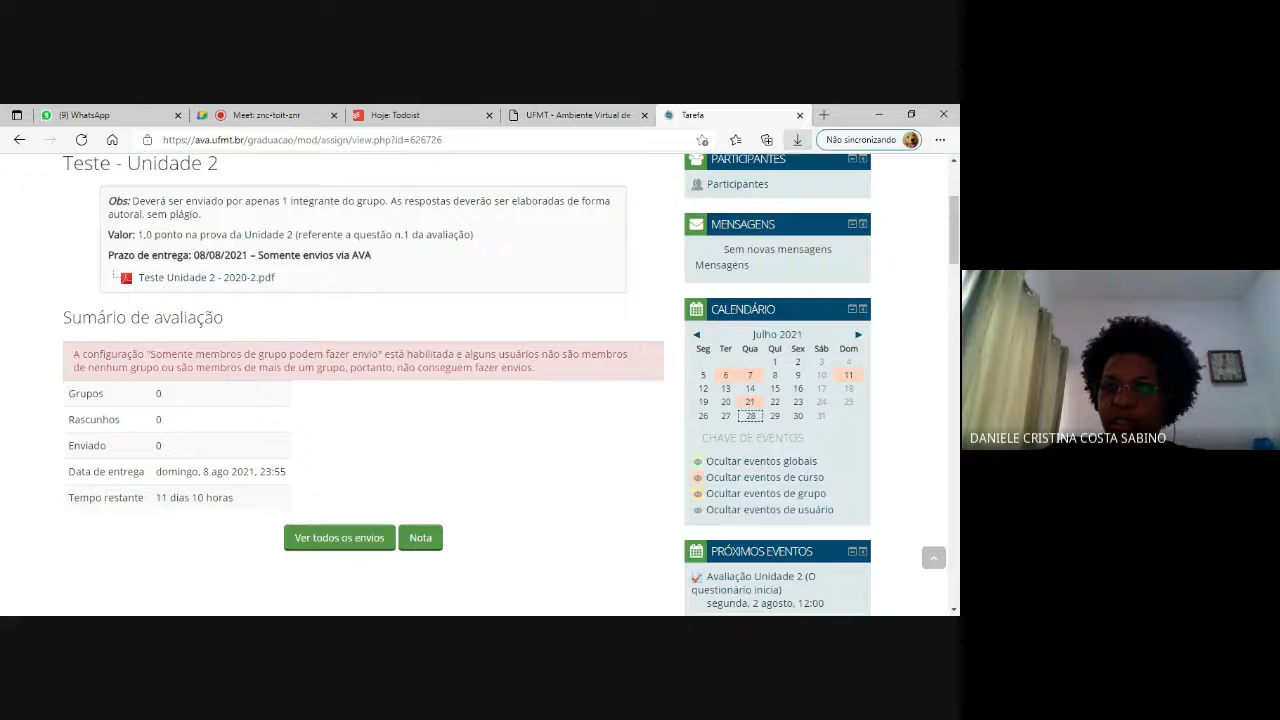 (9) WhatsApp
Meet: znc-toit-znr
Hoje: Todoist
UFMT - Ambiente Virtual de
Tarefa
https://ava.ufmt.br/graduacao/mod/assign/view.php?id=626726
Não sincronizando
Teste - Unidade 2
Obs: Deverá ser enviado por apenas 1 integrante do grupo. As respostas deverão ser elaboradas de forma
autoral, sem plágio.
Valor: 1,0 ponto na prova da Unidade 2 (referente a questão n.1 da avaliação)
Prazo de entrega: 08/08/2021 – Somente envios via AVA
Teste Unidade 2 - 2020-2.pdf
Sumário de avaliação
A configuração "Somente membros de grupo podem fazer envio" está habilitada e alguns usuários não são membros
de nenhum grupo ou são membros de mais de um grupo, portanto, não conseguem fazer envios.
Grupos 0
Rascunhos 0
Enviado 0
Data de entrega domingo, 8 ago 2021, 23:55
Tempo restante 11 dias 10 horas
Ver todos os envios
Nota
PARTICIPANTES
Participantes
MENSAGENS
Sem novas mensagens
Mensagens
CALENDÁRIO
Julho 2021
Seg Ter Qua Qui Sex Sáb Dom
1 2 3 4
5 6 7 8 9 10 11
12 13 14 15 16 17 18
19 20 21 22 23 24 25
26 27 28 29 30 31
CHAVE DE EVENTOS
Ocultar eventos globais
Ocultar eventos de curso
Ocultar eventos de grupo
Ocultar eventos de usuário
PRÓXIMOS EVENTOS
Avaliação Unidade 2 (O
questionário inicia)
segunda, 2 agosto, 12:00
DANIELE CRISTINA COSTA SABINO